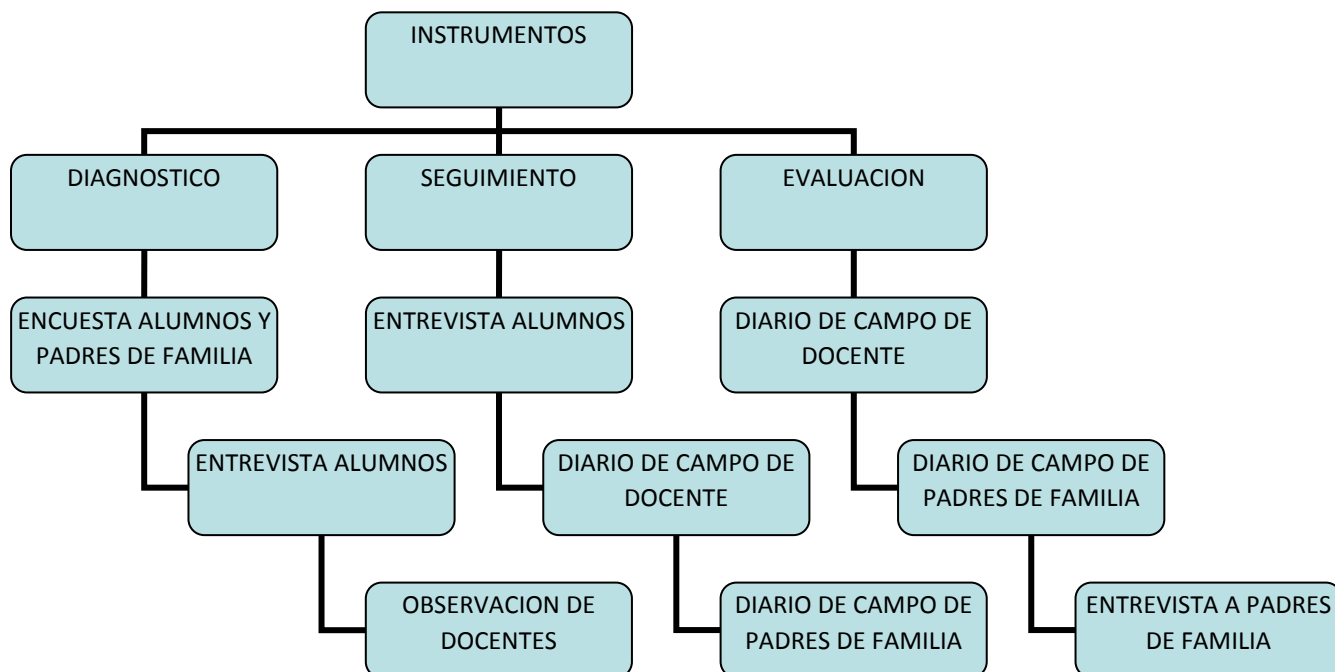 INSTRUMENTOS
DIAGNOSTICO
SEGUIMIENTO
EVALUACION
ENCUESTA ALUMNOS Y
PADRES DE FAMILIA
ENTREVISTA ALUMNOS
DIARIO DE CAMPO DE
DOCENTE
ENTREVISTA ALUMNOS
DIARIO DE CAMPO DE
DOCENTE
DIARIO DE CAMPO DE
PADRES DE FAMILIA
OBSERVACION DE
DOCENTES
DIARIO DE CAMPO DE
PADRES DE FAMILIA
ENTREVISTA A PADRES
DE FAMILIA